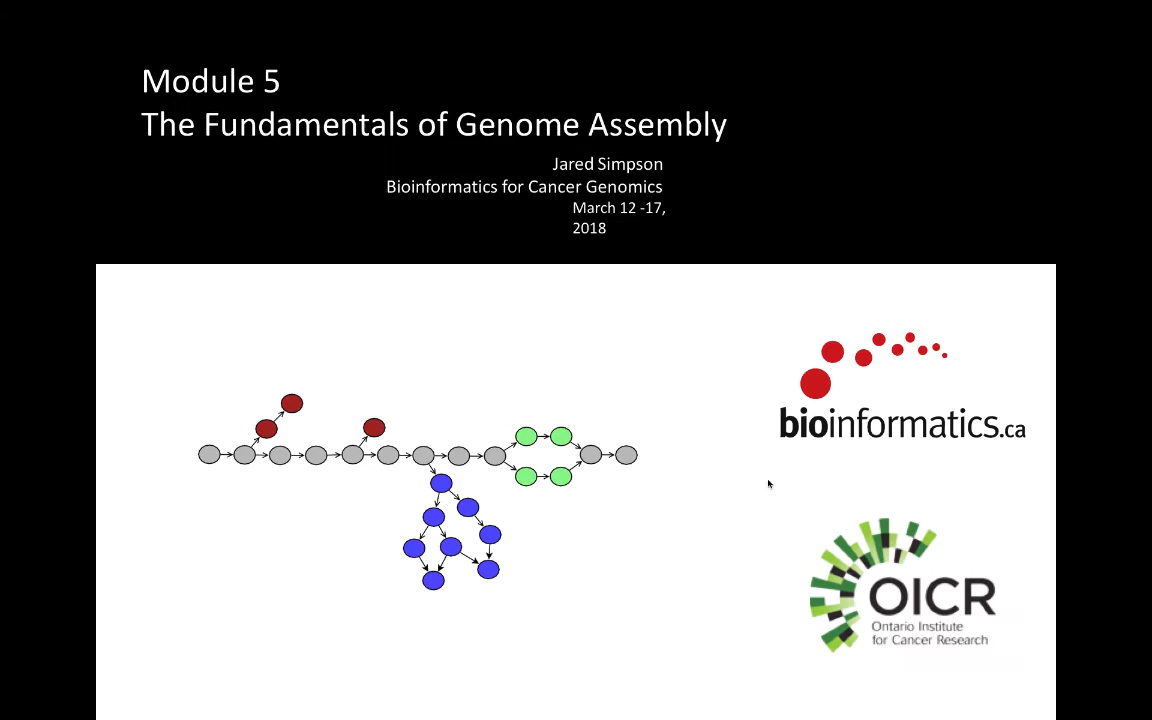 Module 5
The Fundamentals of Genome Assembly
Jared Simpson
Bioinformatics for Cancer Genomics
March 12 -17,
2018
bioinformatics.ca
OICR
Ontario Institute
for Cancer Research